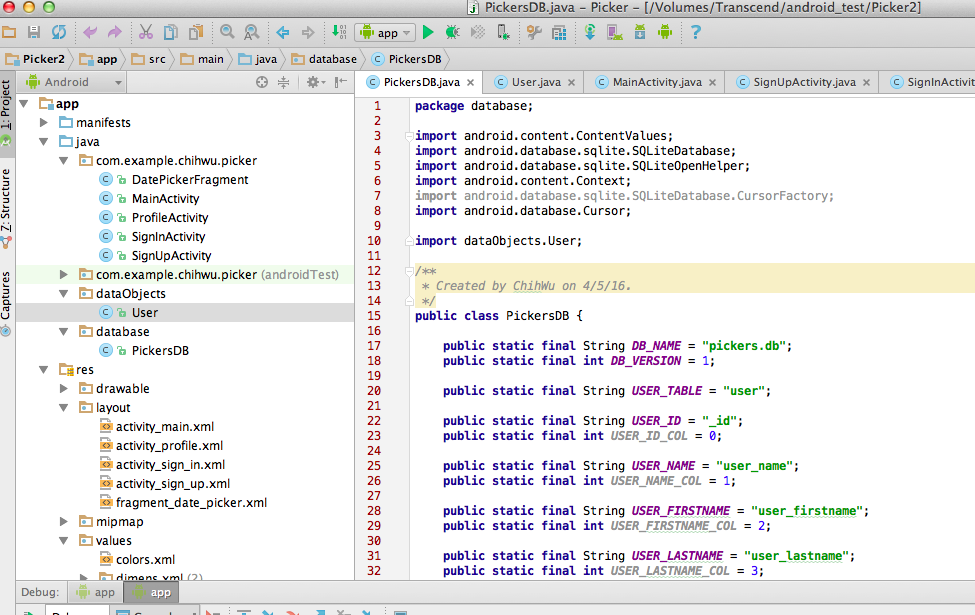 PickersDB.java - Picker - [/Volumes/Transcend/android_test/Picker2]
app
Picker2 app src main java database PickersDB
Android
PickersDB.java User.java MainActivity.java SignUpActivity.java SignInActivit
1: Project
Z: Structure
Captures
app
manifests
java
com.example.chihwu.picker
DatePickerFragment
MainActivity
ProfileActivity
SignInActivity
SignUpActivity
com.example.chihwu.picker (androidTest)
dataObjects
User
database
PickersDB
res
drawable
layout
activity_main.xml
activity_profile.xml
activity_sign_in.xml
activity_sign_up.xml
fragment_date_picker.xml
mipmap
values
colors.xml
dimens.xml (2)
1 package database;
2
3 import android.content.ContentValues;
4 import android.database.sqlite.SQLiteDatabase;
5 import android.database.sqlite.SQLiteOpenHelper;
6 import android.content.Context;
7 import android.database.sqlite.SQLiteDatabase.CursorFactory;
8 import android.database.Cursor;
9
10 import dataObjects.User;
11
12 /**
13 * Created by ChihWu on 4/5/16.
14 */
15 public class PickersDB {
16
17 public static final String DB_NAME = "pickers.db";
18 public static final int DB_VERSION = 1;
19
20 public static final String USER_TABLE = "user";
21
22 public static final String USER_ID = "_id";
23 public static final int USER_ID_COL = 0;
24
25 public static final String USER_NAME = "user_name";
26 public static final int USER_NAME_COL = 1;
27
28 public static final String USER_FIRSTNAME = "user_firstname";
29 public static final int USER_FIRSTNAME_COL = 2;
30
31 public static final String USER_LASTNAME = "user_lastname";
32 public static final int USER_LASTNAME_COL = 3;
Debug: app app